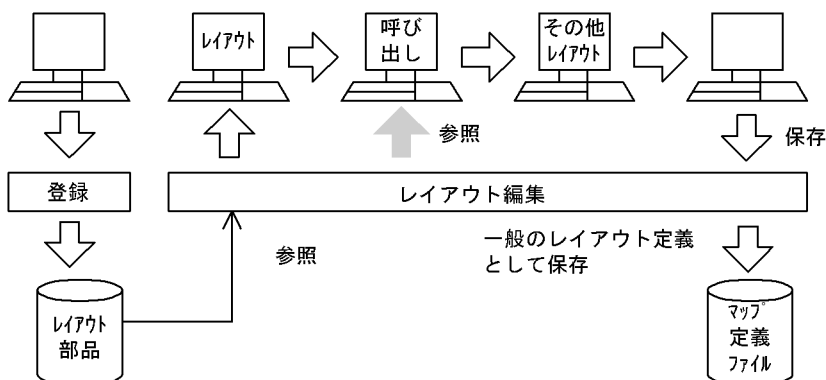 レイアウト
呼び
出し
その他
レイアウト
参照
保存
登録
レイアウト編集
参照
一般のレイアウト定義
として保存
レイアウト
部品
マップ
定義
ファイル